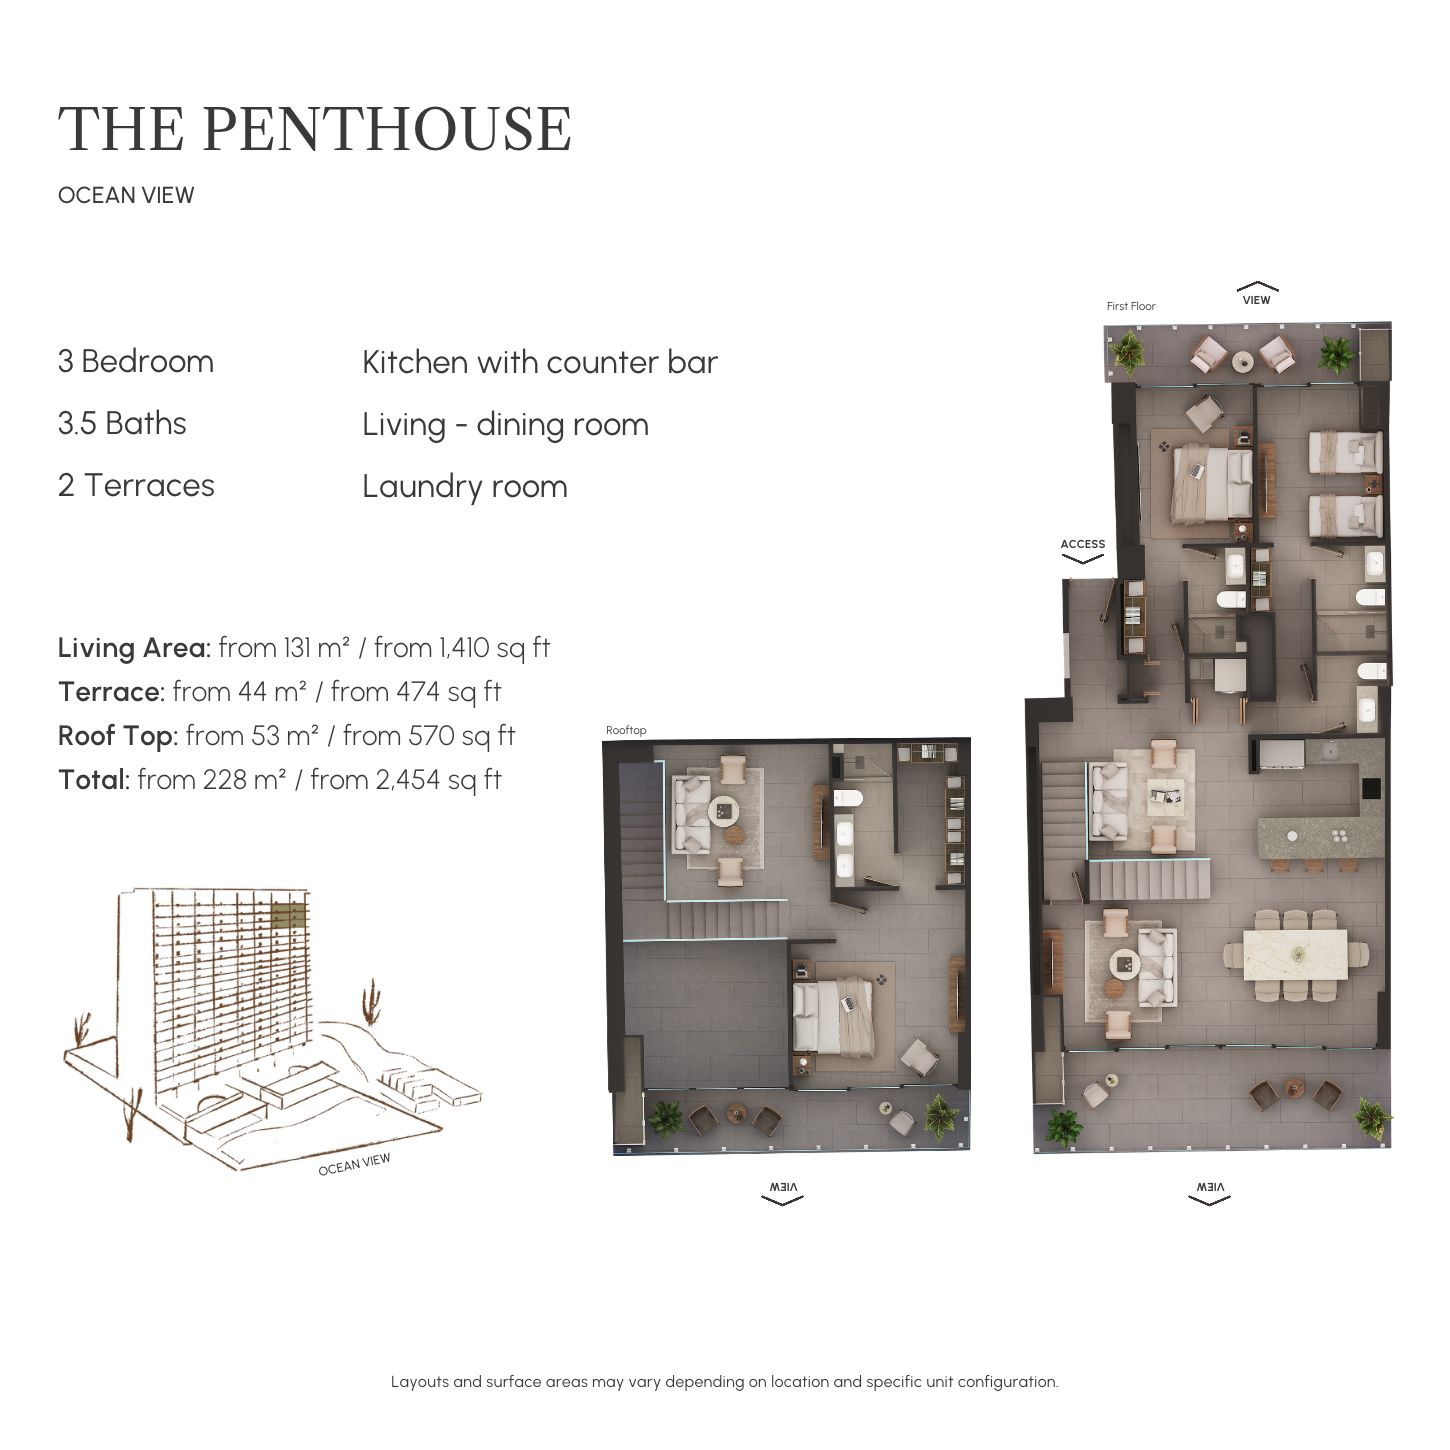 THE PENTHOUSE
OCEAN VIEW
3 Bedroom
3.5 Baths
2 Terraces
Kitchen with counter bar
Living - dining room
Laundry room
Living Area: from 131 m² / from 1,410 sq ft
Terrace: from 44 m² / from 474 sq ft
Roof Top: from 53 m² / from 570 sq ft
Total: from 228 m² / from 2,454 sq ft
OCEAN VIEW
Rooftop
VIEW
First Floor
VIEW
ACCESS
VIEW
Layouts and surface areas may vary depending on location and specific unit configuration.